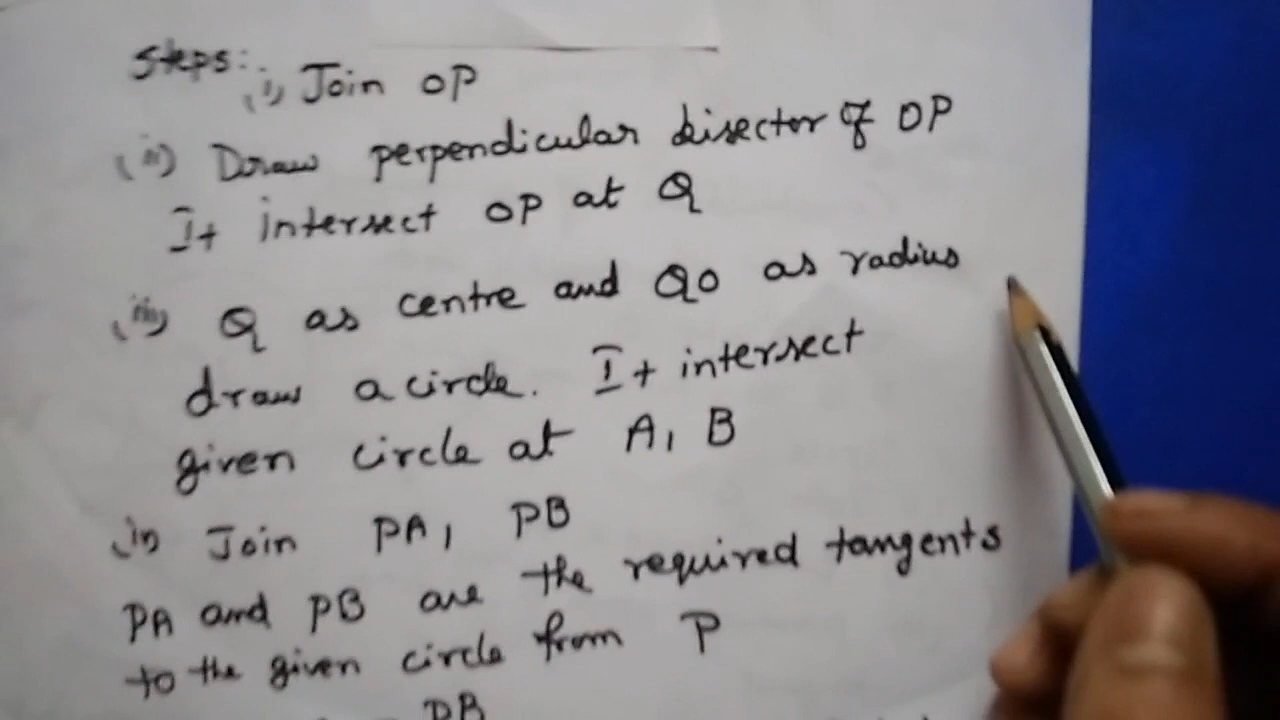 Steps:
(i) Join OP
(ii) Draw perpendicular bisector of OP
It intersect OP at Q
(iii) Q as centre and QO as radius
draw a circle. It intersect
given circle at A, B
(iv) Join PA, PB
PA and PB are the required tangents
to the given circle from P
PB